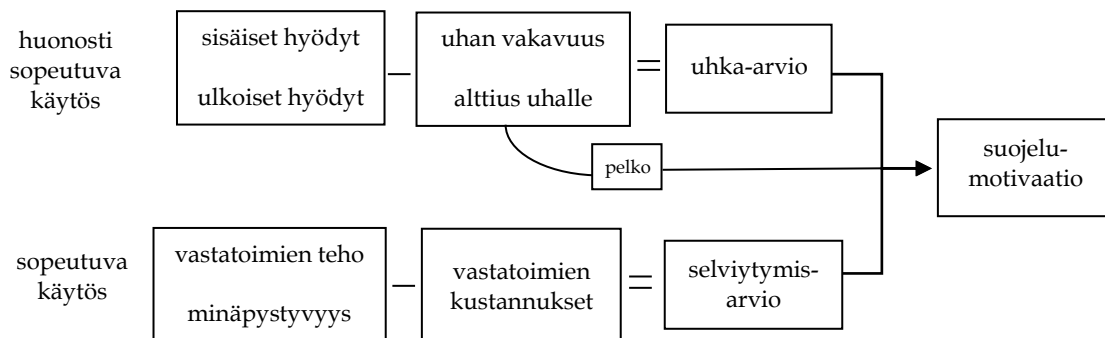 huonosti
sopeutuva
käytös
sisäiset hyödyt
ulkoiset hyödyt
–
uhan vakavuus
alttius uhalle
=
uhka-arvio
pelko
suojelu-
motivaatio
sopeutuva
käytös
vastatoimien teho
minäpystyvyys
–
vastatoimien
kustannukset
=
selviytymis-
arvio